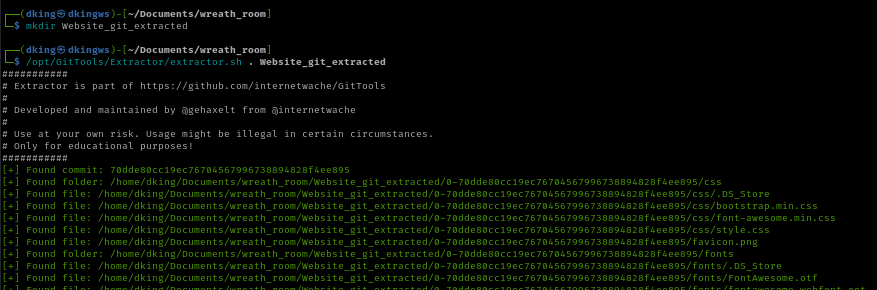 ┌──(dking㉿dkingws)-[~/Documents/wreath_room]
└─$ mkdir Website_git_extracted
┌──(dking㉿dkingws)-[~/Documents/wreath_room]
└─$ /opt/GitTools/Extractor/extractor.sh . Website_git_extracted
###########
# Extractor is part of https://github.com/internetwache/GitTools
#
# Developed and maintained by @gehaxelt from @internetwache
#
# Use at your own risk. Usage might be illegal in certain circumstances.
# Only for educational purposes!
###########
[+] Found commit: 70dde80cc19ec76704567996738894828f4ee895
[+] Found folder: /home/dking/Documents/wreath_room/Website_git_extracted/0-70dde80cc19ec76704567996738894828f4ee895/css
[+] Found file: /home/dking/Documents/wreath_room/Website_git_extracted/0-70dde80cc19ec76704567996738894828f4ee895/css/.DS_Store
[+] Found file: /home/dking/Documents/wreath_room/Website_git_extracted/0-70dde80cc19ec76704567996738894828f4ee895/css/bootstrap.min.css
[+] Found file: /home/dking/Documents/wreath_room/Website_git_extracted/0-70dde80cc19ec76704567996738894828f4ee895/css/font-awesome.min.css
[+] Found file: /home/dking/Documents/wreath_room/Website_git_extracted/0-70dde80cc19ec76704567996738894828f4ee895/css/style.css
[+] Found file: /home/dking/Documents/wreath_room/Website_git_extracted/0-70dde80cc19ec76704567996738894828f4ee895/favicon.png
[+] Found folder: /home/dking/Documents/wreath_room/Website_git_extracted/0-70dde80cc19ec76704567996738894828f4ee895/fonts
[+] Found file: /home/dking/Documents/wreath_room/Website_git_extracted/0-70dde80cc19ec76704567996738894828f4ee895/fonts/.DS_Store
[+] Found file: /home/dking/Documents/wreath_room/Website_git_extracted/0-70dde80cc19ec76704567996738894828f4ee895/fonts/FontAwesome.otf
[+] Found file: /home/dking/Documents/wreath_room/Website_git_extracted/0-70dde80cc19ec76704567996738894828f4ee895/fonts/fontawesome-webfont.eot